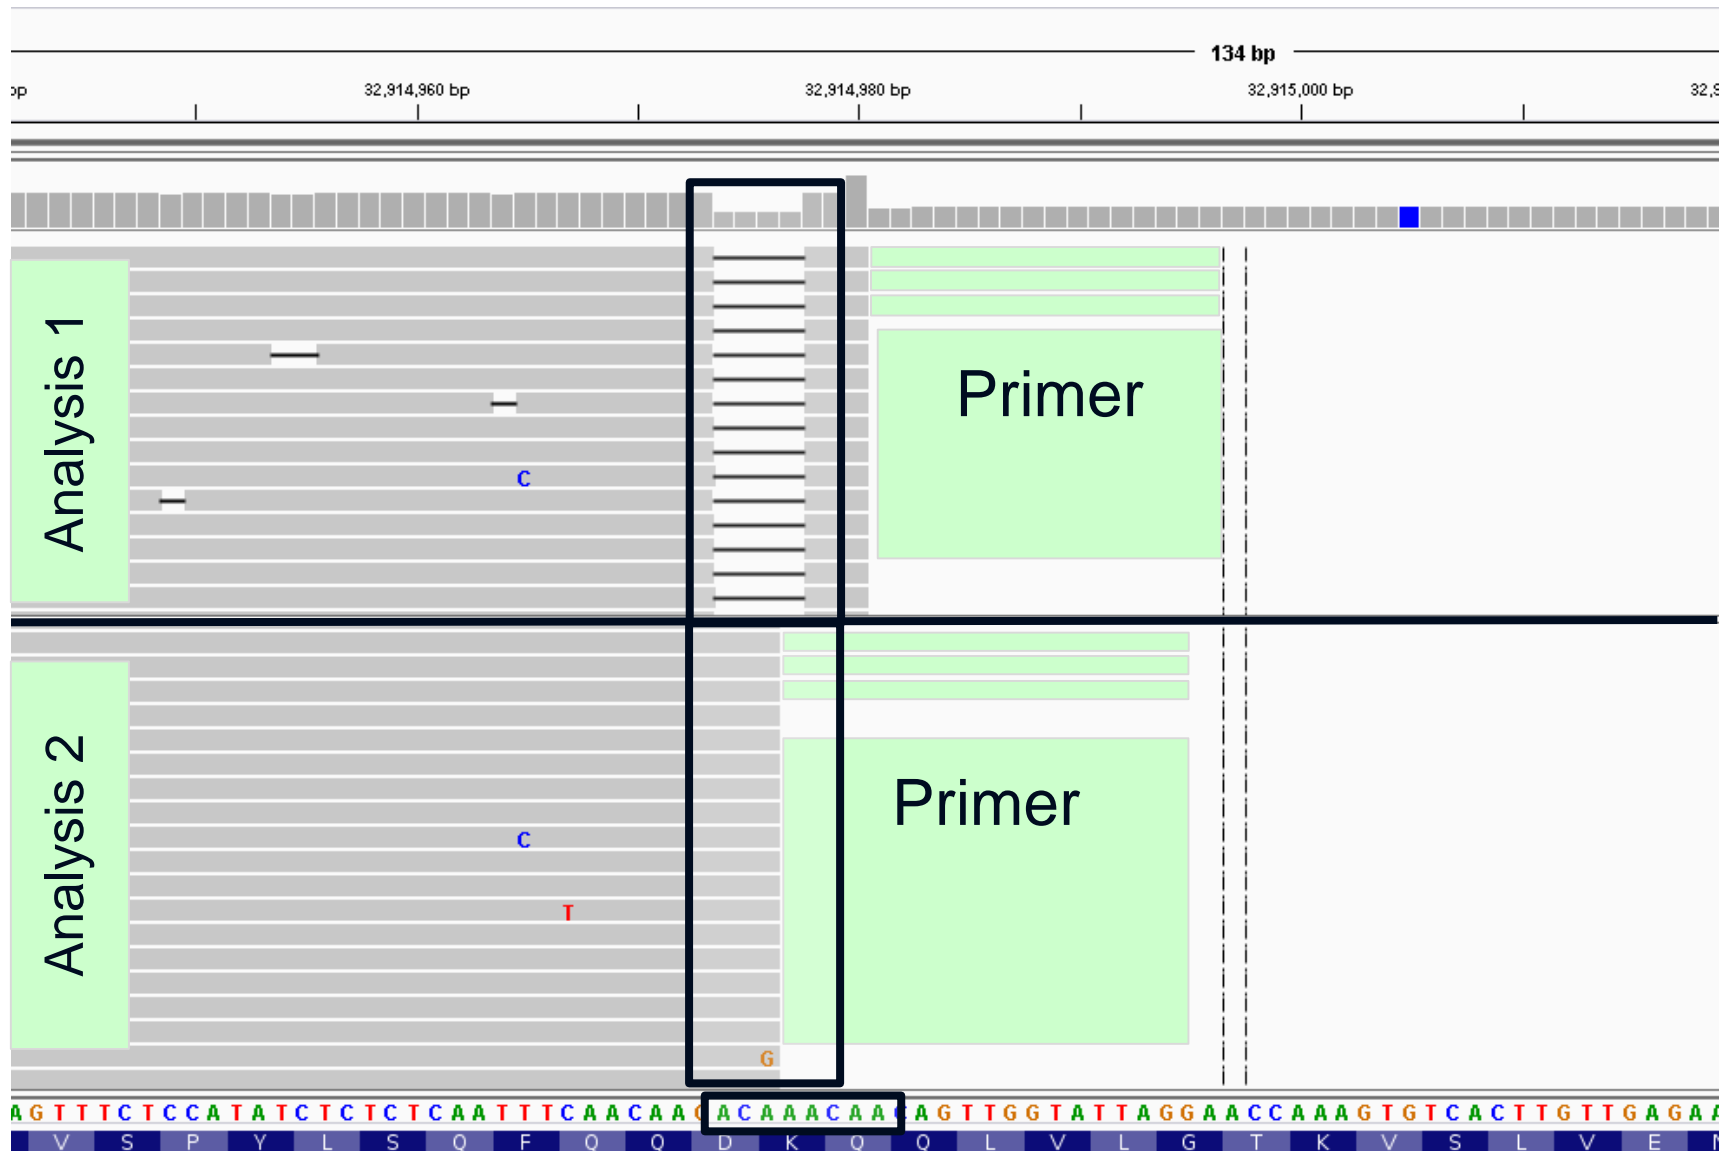 134 bp
bp 32,914,960 bp 32,914,980 bp 32,915,000 bp 32,9
Analysis 1
C
Primer
Analysis 2
C
T
G
Primer
A G T T T C T C C A T A T C T C T C T C A A T T T C A A C A A G A C A A A C A A C A G T T G G T A T T A G G A A C C A A A G T G T C A C T T G T T G A G A A
V S P Y L S Q F Q Q D K Q Q L V L G T K V S L V E